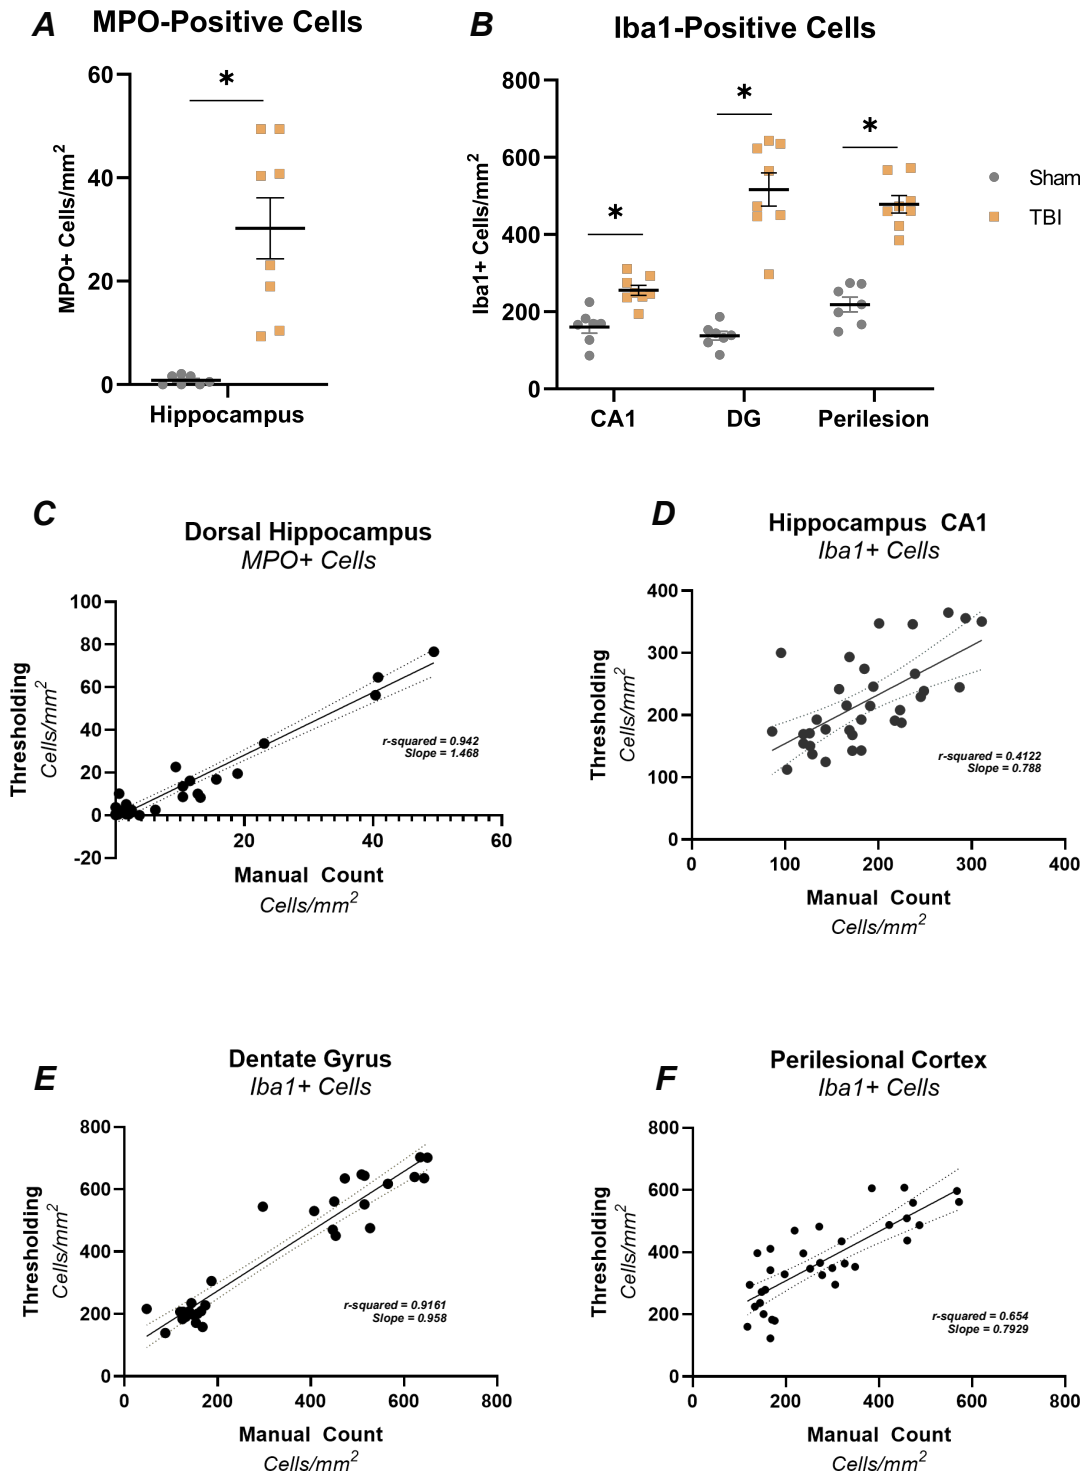 A MPO-Positive Cells
B Iba1-Positive Cells
60
40
20
0
MPO+ Cells/mm2
*
Hippocampus
800
600
400
200
0
Iba1+ Cells/mm2
*
*
*
CA1 DG Perilesion
Sham
TBI
C
Dorsal Hippocampus
MPO+ Cells
100
80
60
40
20
0
-20
Thresholding
Cells/mm2
r-squared = 0.942
Slope = 1.468
20 40 60
Manual Count
Cells/mm2
D
Hippocampus CA1
Iba1+ Cells
400
300
200
100
0
Thresholding
Cells/mm2
r-squared = 0.4122
Slope = 0.788
0 100 200 300 400
Manual Count
Cells/mm2
E
Dentate Gyrus
Iba1+ Cells
800
600
400
200
0
Thresholding
Cells/mm2
r-squared = 0.9161
Slope = 0.958
0 200 400 600 800
Manual Count
Cells/mm2
F
Perilesional Cortex
Iba1+ Cells
800
600
400
200
0
Thresholding
Cells/mm2
r-squared = 0.654
Slope = 0.7929
0 200 400 600 800
Manual Count
Cells/mm2